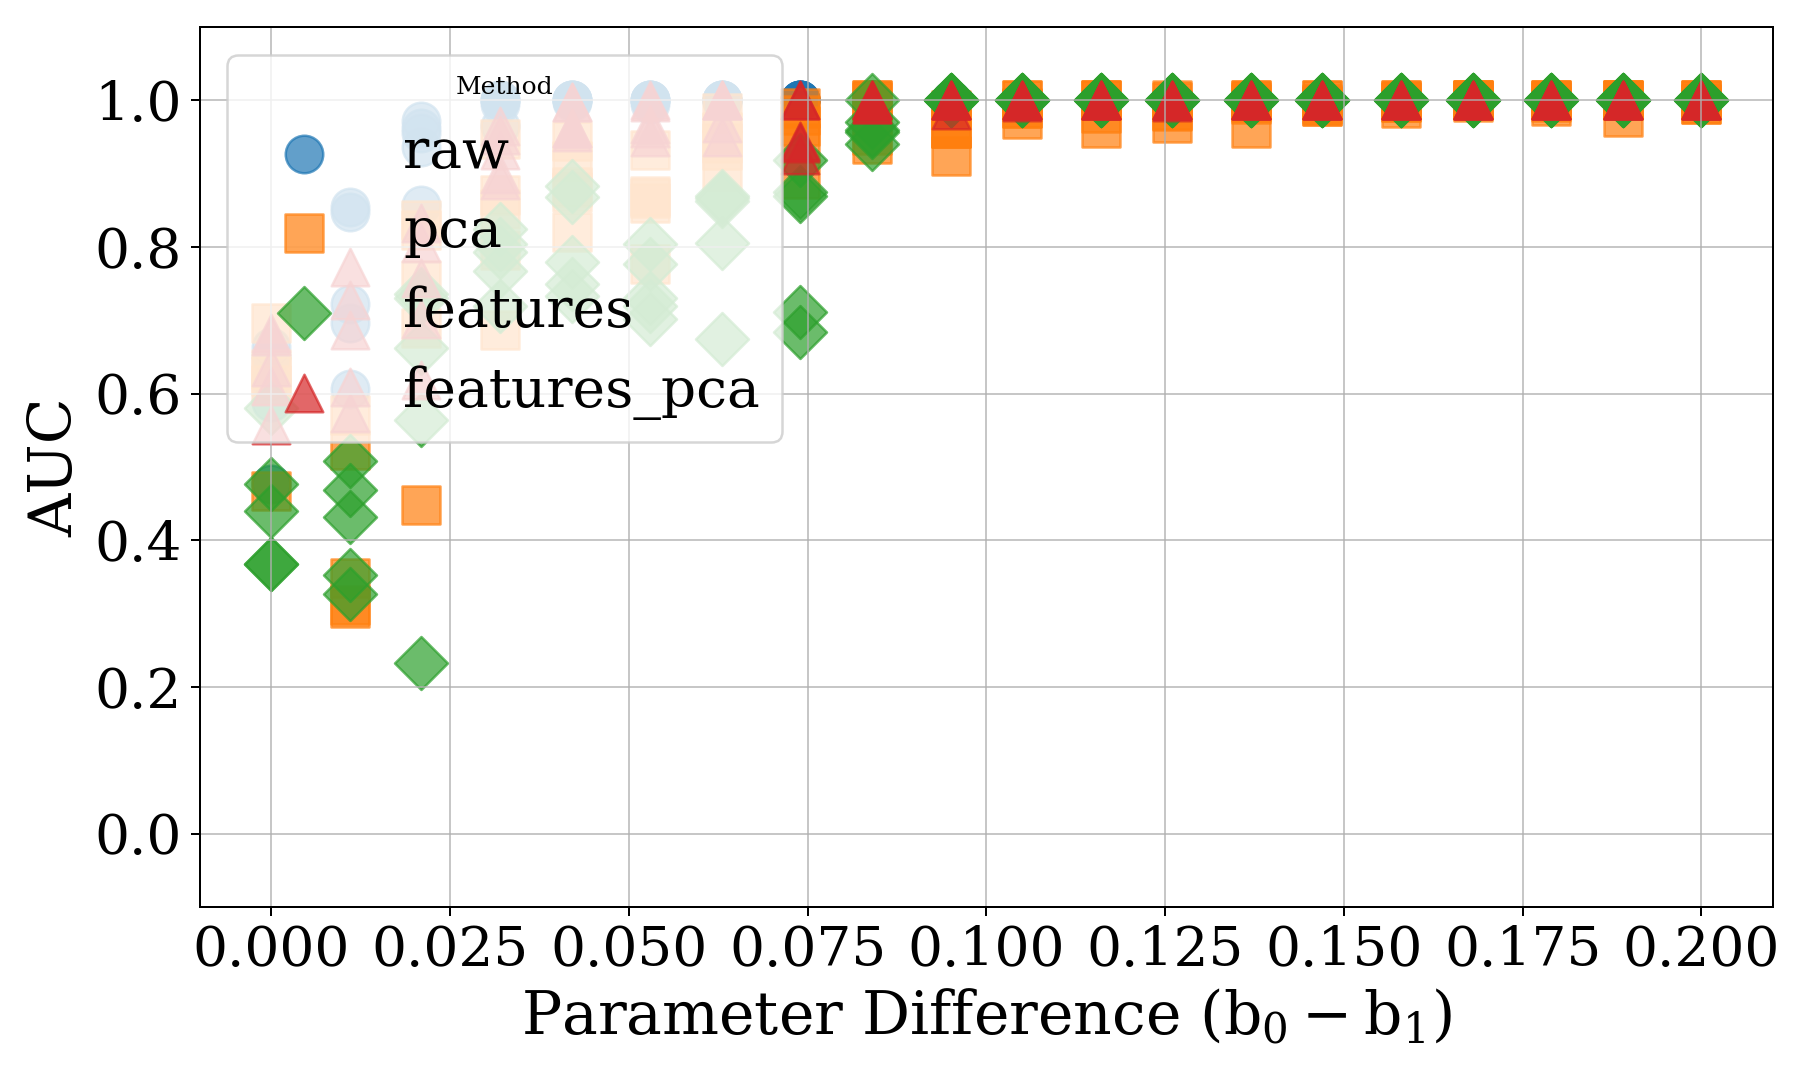 Method
raw
pca
features
features_pca
1.0
0.8
0.6
0.4
0.2
0.0
AUC
0.000 0.025 0.050 0.075 0.100 0.125 0.150 0.175 0.200
Parameter Difference (b₀ − b₁)